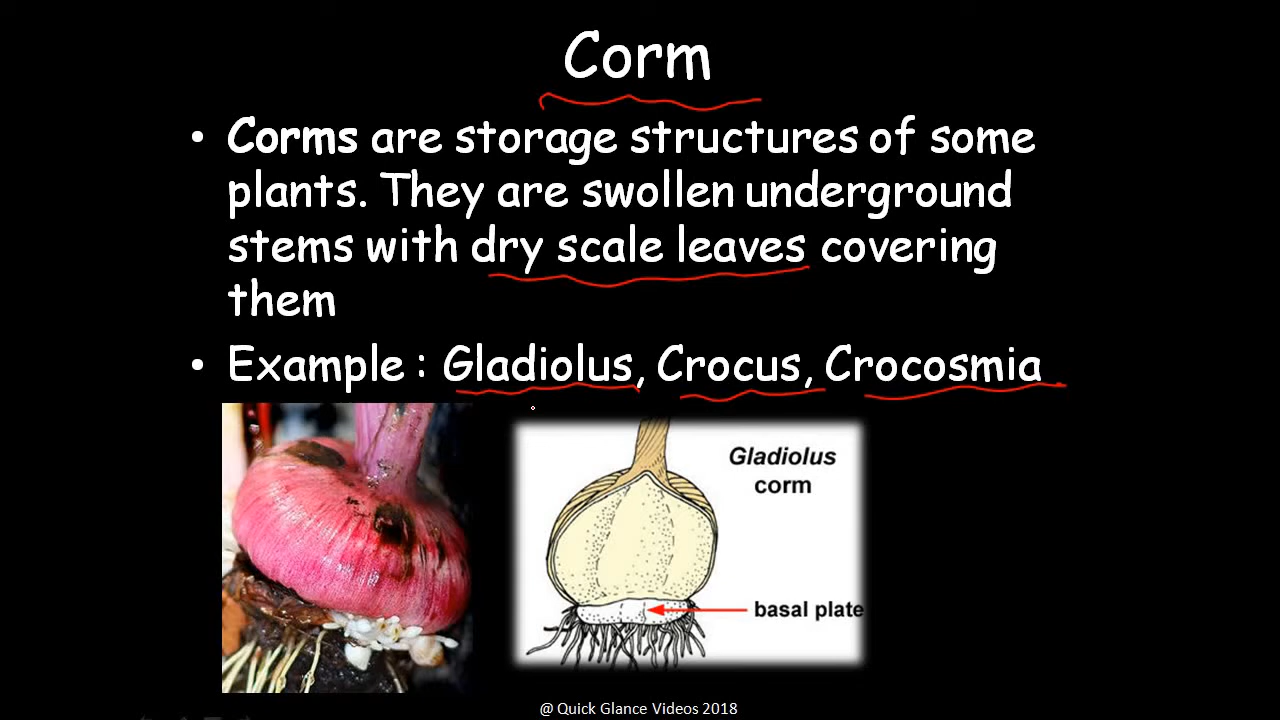 Corm
• Corms are storage structures of some
plants. They are swollen underground
stems with dry scale leaves covering
them
• Example : Gladiolus, Crocus, Crocosmia
Gladiolus
corm
basal plate
@ Quick Glance Videos 2018